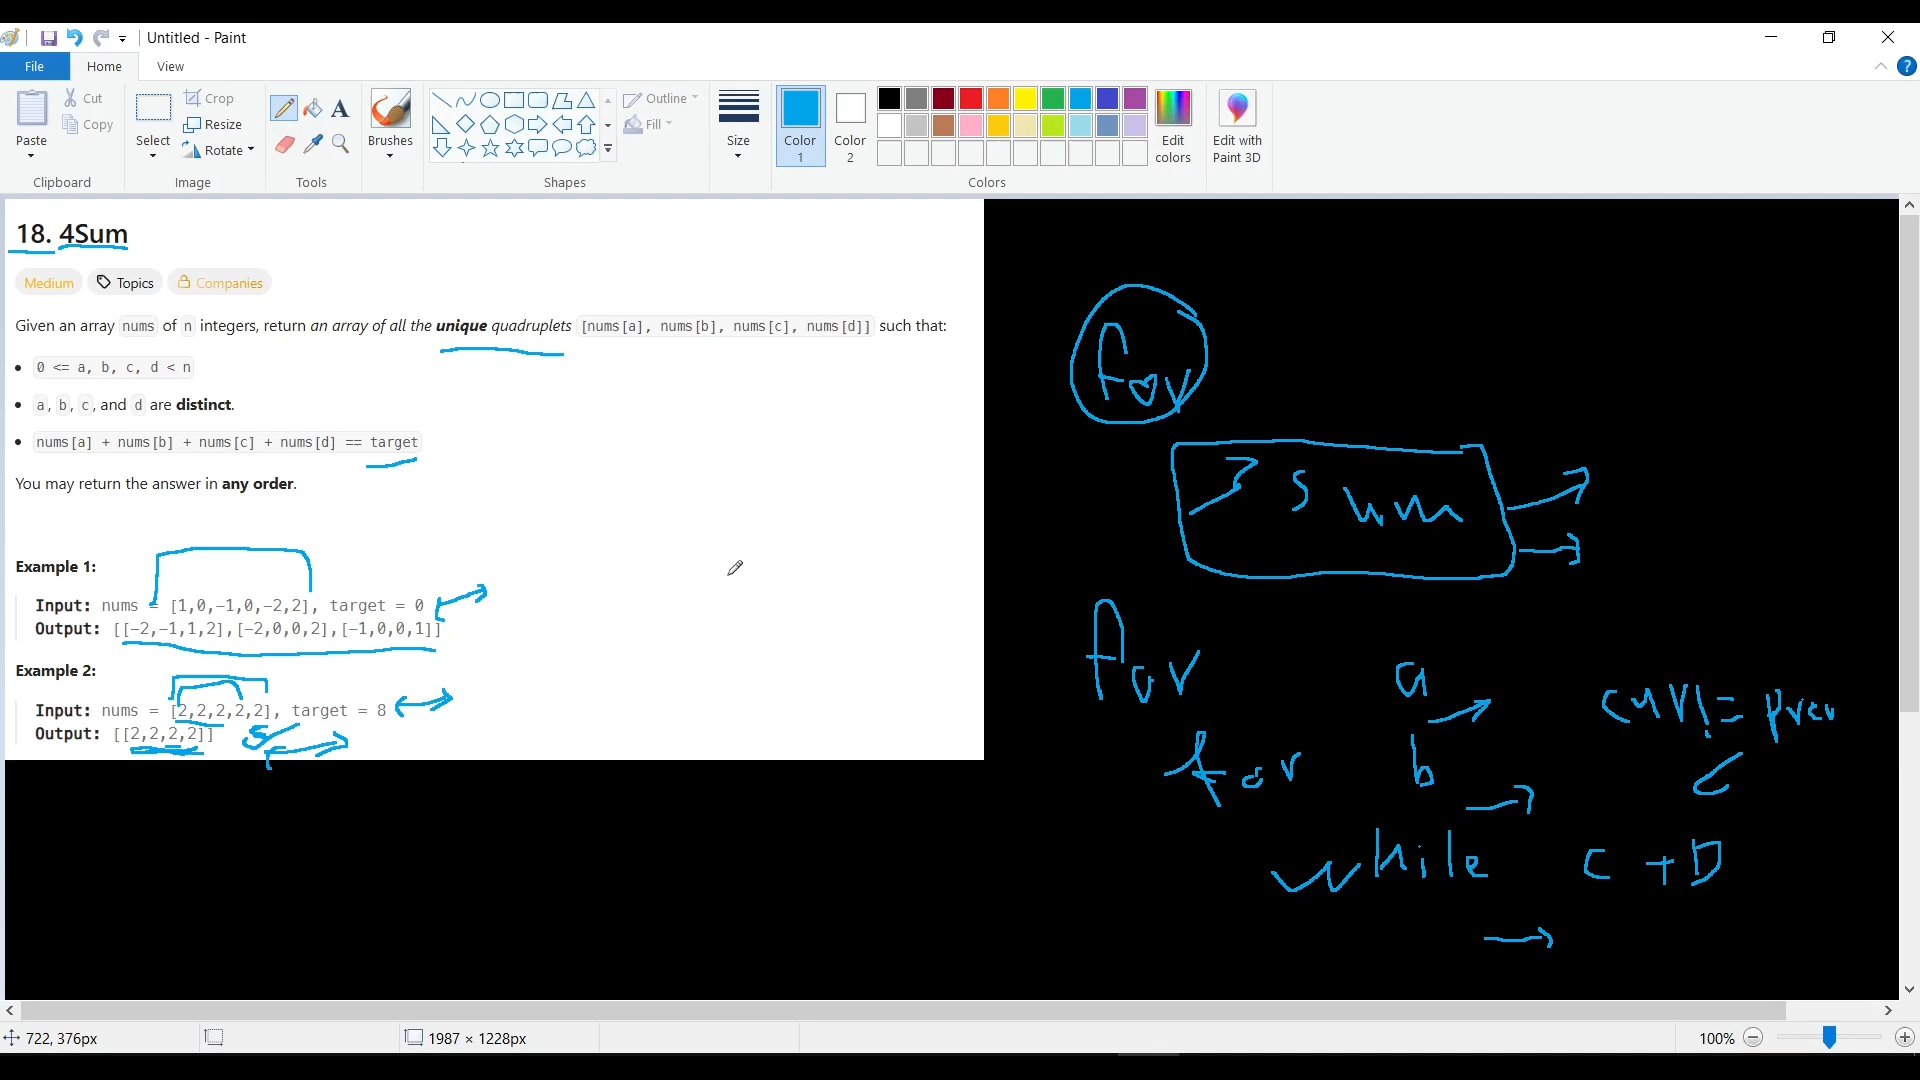 Untitled - Paint
File
Home
View
Paste
Cut
Copy
Clipboard
Select
Crop
Resize
Rotate
Image
Tools
Brushes
Shapes
Outline
Fill
Size
Color 1
Color 2
Edit colors
Edit with Paint 3D
Colors
18. 4Sum
Medium
Topics
Companies
Given an array nums of n integers, return an array of all the unique quadruplets [nums[a], nums[b], nums[c], nums[d]] such that:
• 0 <= a, b, c, d < n
• a, b, c, and d are distinct.
• nums[a] + nums[b] + nums[c] + nums[d] == target
You may return the answer in any order.
Example 1:
Input: nums = [1,0,-1,0,-2,2], target = 0
Output: [[-2,-1,1,2],[-2,0,0,2],[-1,0,0,1]]
Example 2:
Input: nums = [2,2,2,2,2], target = 8
Output: [[2,2,2,2]]
for
3 Sum
for a
curr != prev
for b
while c + D
722, 376px
1987 × 1228px
100%